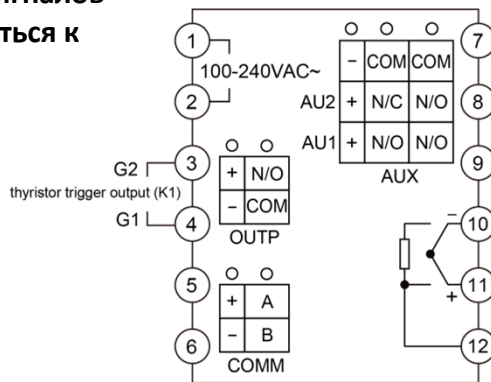 игналов
ться к
1
100-240VAC~
2
G2
3
thyristor trigger output (K1)
G1
4
+ N/O
− COM
OUTP
5
6
+ A
− B
COMM
− COM COM
AU2 + N/C N/O
AU1 + N/O N/O
AUX
7
8
9
−
10
11
+
12